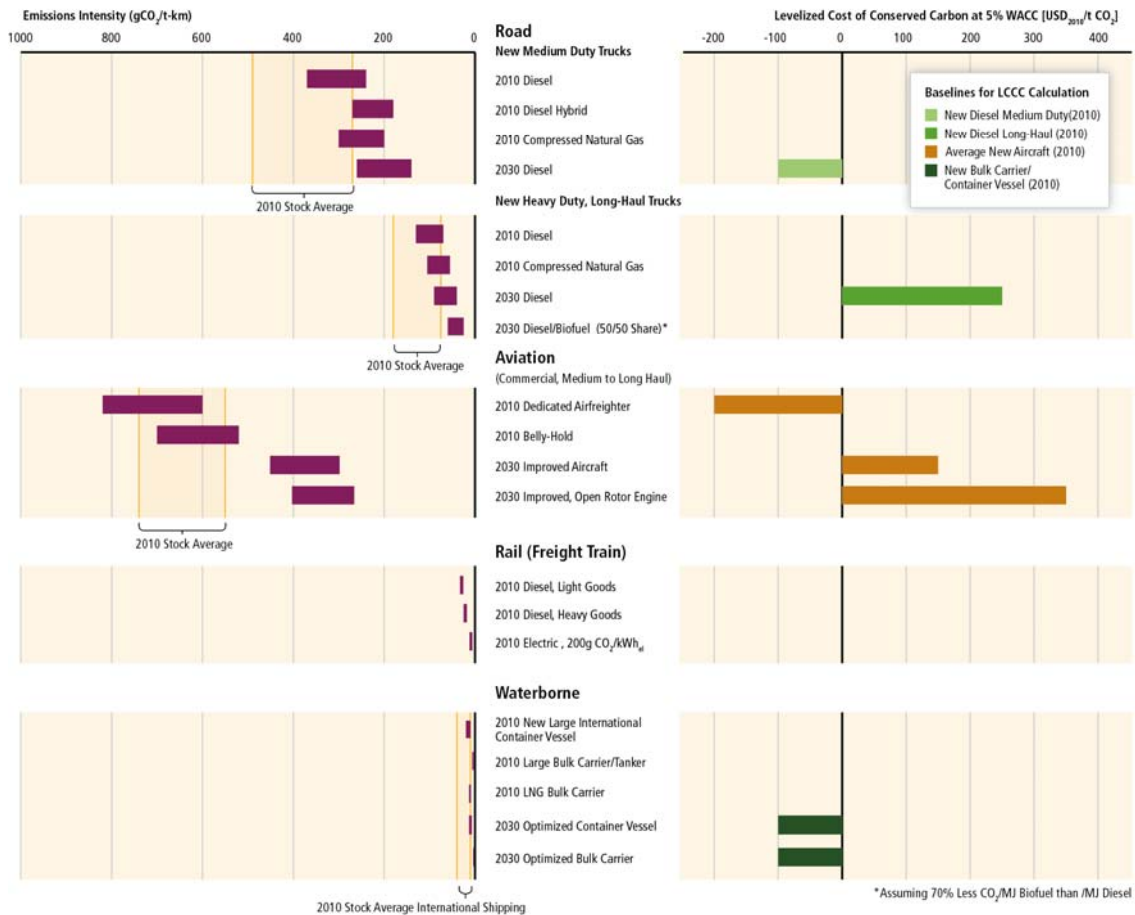 Emissions Intensity (gCO₂/t-km)
Levelized Cost of Conserved Carbon at 5% WACC [USD₂₀₁₀/t CO₂]
1000 800 600 400 200 0
-200 -100 0 100 200 300 400
Road
New Medium Duty Trucks
2010 Diesel
2010 Diesel Hybrid
2010 Compressed Natural Gas
2030 Diesel
2010 Stock Average
Baselines for LCCC Calculation
New Diesel Medium Duty(2010)
New Diesel Long-Haul (2010)
Average New Aircraft (2010)
New Bulk Carrier/
Container Vessel (2010)
New Heavy Duty, Long-Haul Trucks
2010 Diesel
2010 Compressed Natural Gas
2030 Diesel
2030 Diesel/Biofuel (50/50 Share)*
2010 Stock Average
Aviation
(Commercial, Medium to Long Haul)
2010 Dedicated Airfreighter
2010 Belly-Hold
2030 Improved Aircraft
2030 Improved, Open Rotor Engine
2010 Stock Average
Rail (Freight Train)
2010 Diesel, Light Goods
2010 Diesel, Heavy Goods
2010 Electric , 200g CO₂/kWhₑₗ
Waterborne
2010 New Large International
Container Vessel
2010 Large Bulk Carrier/Tanker
2010 LNG Bulk Carrier
2030 Optimized Container Vessel
2030 Optimized Bulk Carrier
2010 Stock Average International Shipping
*Assuming 70% Less CO₂/MJ Biofuel than /MJ Diesel